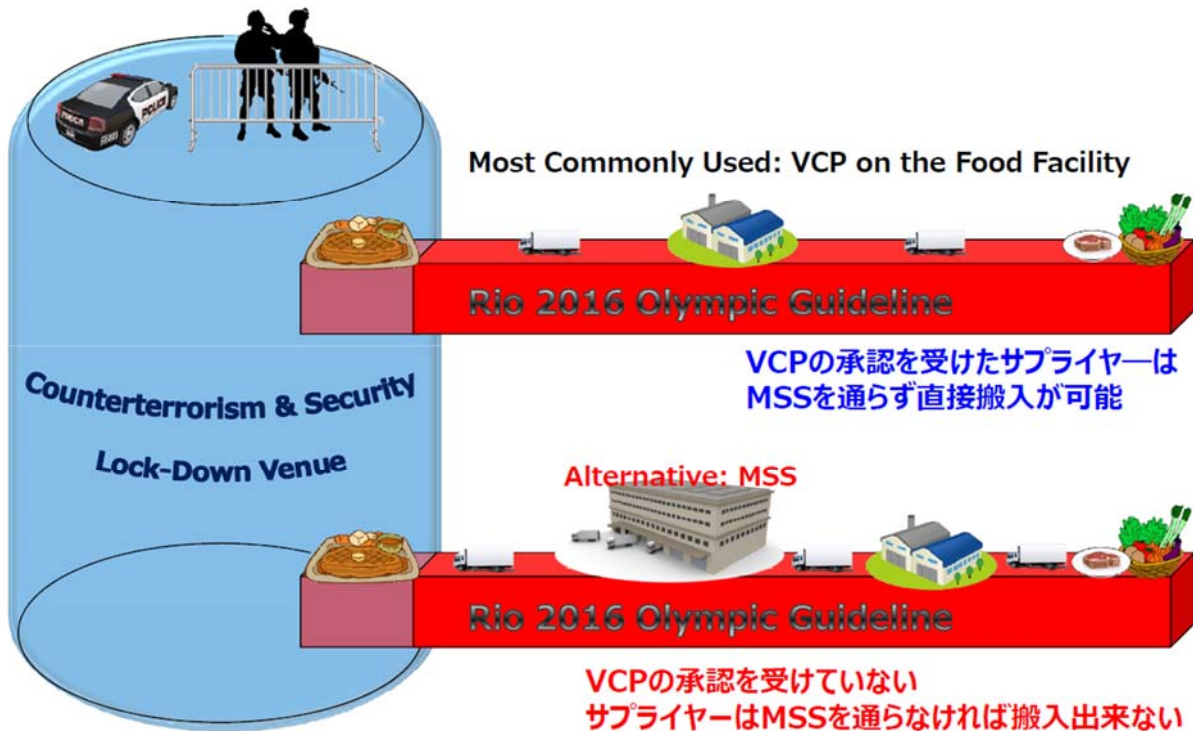 POLICE
Most Commonly Used: VCP on the Food Facility
Rio 2016 Olympic Guideline
VCPの承認を受けたサプライヤ―は
MSSを通らず直接搬入が可能
Counterterrorism & Security
Lock-Down Venue
Alternative: MSS
Rio 2016 Olympic Guideline
VCPの承認を受けていない
サプライヤーはMSSを通らなければ搬入出来ない